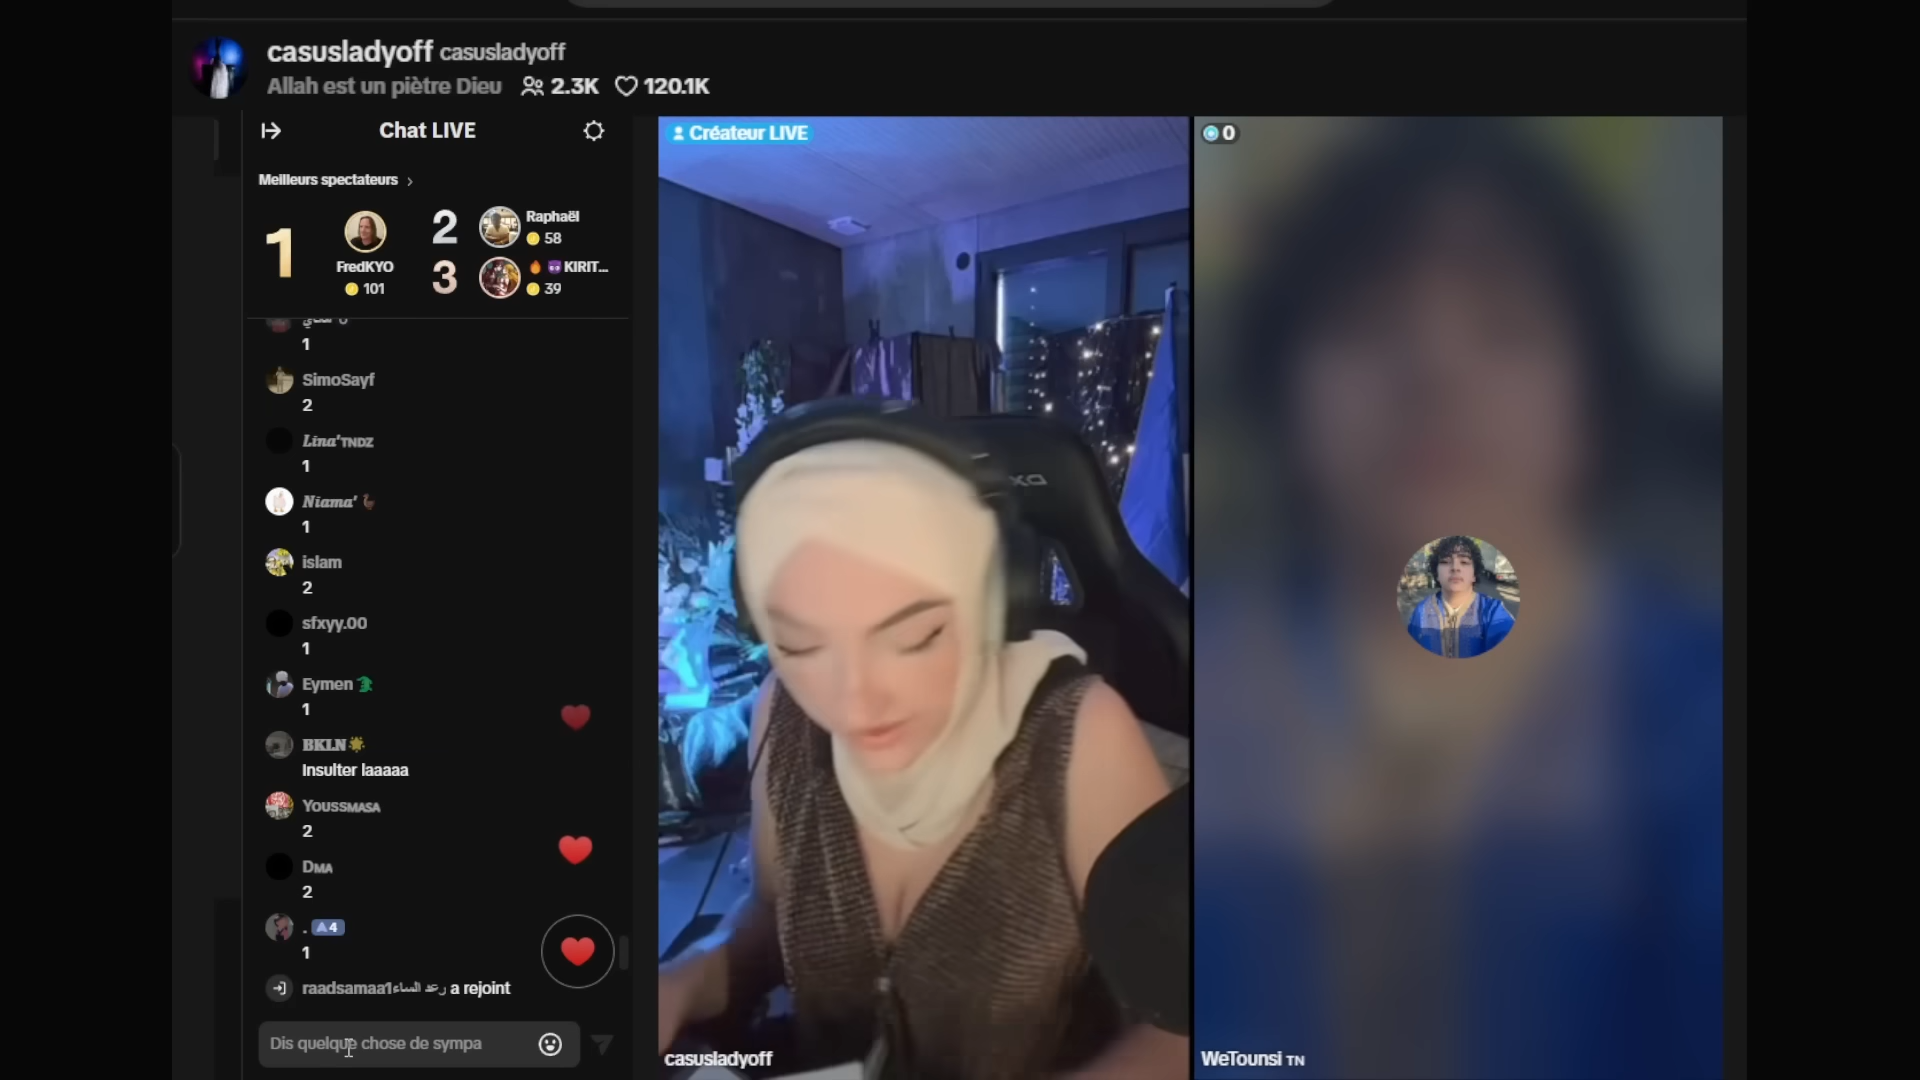 casusladyoff casusladyoff
Allah est un piètre Dieu 2.3K 120.1K
Chat LIVE
Meilleurs spectateurs
1
FredKYO
101
2
Raphaël
58
3
KIRIT...
39
1
SimoSayf
2
Lina'TNDZ
1
Niama'
1
islam
2
sfxyy.00
1
Eymen
1
BKLN
Insulter laaaaa
YoussMASA
2
DMA
2
. 4
1
raadsamaa1رعد الساء a rejoint
Dis quelque chose de sympa
Créateur LIVE
casusladyoff
0
WeTounsi TN